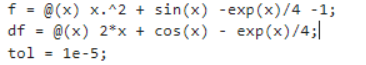 f = @(x) x.^2 + sin(x) -exp(x)/4 -1;
df = @(x) 2*x + cos(x) - exp(x)/4;
tol = 1e-5;